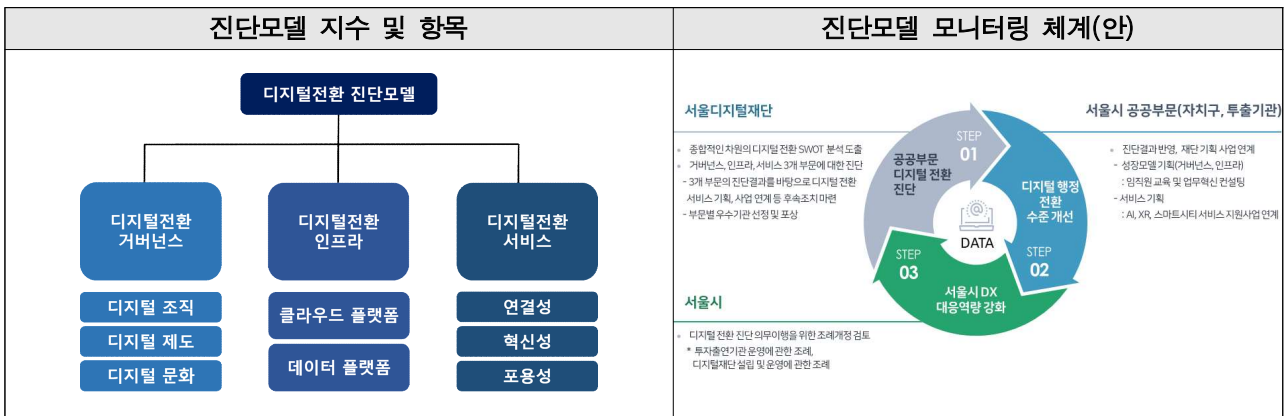 진단모델 지수 및 항목
디지털전환 진단모델
디지털전환
거버넌스
디지털 조직
디지털 제도
디지털 문화
디지털전환
인프라
클라우드 플랫폼
데이터 플랫폼
디지털전환
서비스
연결성
혁신성
포용성
진단모델 모니터링 체계(안)
서울디지털재단
종합적인 차원의 디지털 전환 SWOT 분석 도출
거버넌스, 인프라, 서비스 3개 부문에 대한 진단
- 3개 부문의 진단결과를 바탕으로 디지털 전환
서비스 기획, 사업 연계 등 후속조치 마련
- 부문별 우수기관 선정 및 포상
STEP
01
공공부문
디지털 전환
진단
서울시 공공부문(자치구, 투출기관)
진단결과 반영, 재단 기획 사업 연계
- 성장모델 기획(거버넌스, 인프라)
: 임직원 교육 및 업무혁신 컨설팅
- 서비스 기획
: AI, XR, 스마트시티 서비스 지원사업 연계
디지털 행정
전환
수준 개선
STEP
02
@
DATA
STEP
03
서울시 DX
대응역량 강화
서울시
디지털 전환 진단 의무이행을 위한 조례개정 검토
* 투자출연기관 운영에 관한 조례,
디지털재단 설립 및 운영에 관한 조례